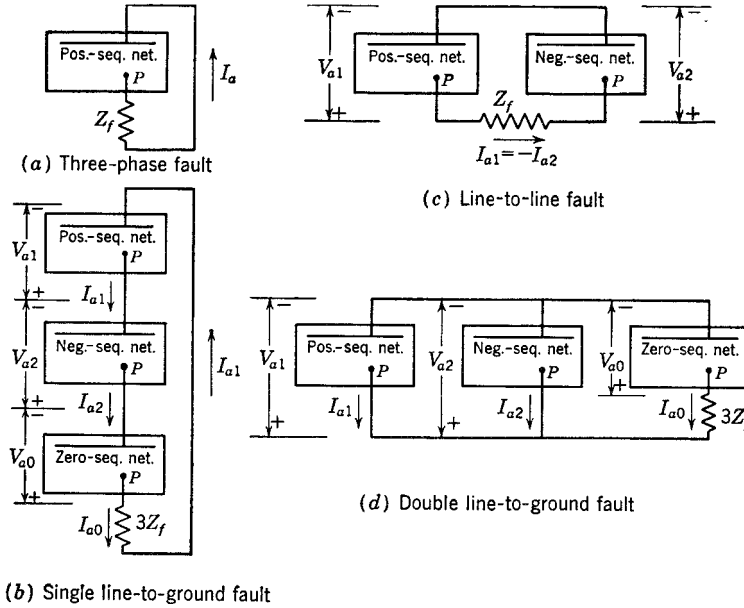 Pos.-seq. net.
P
Z_f
I_a
(a) Three-phase fault
V_a1
Pos.-seq. net.
P
I_a1
V_a2
Neg.-seq. net.
P
I_a2
I_a1
V_a0
Zero-seq. net.
P
I_a0
3Z_f
(b) Single line-to-ground fault
V_a1
Pos.-seq. net.
P
Neg.-seq. net.
P
V_a2
Z_f
I_a1=-I_a2
(c) Line-to-line fault
V_a1
Pos.-seq. net.
P
I_a1
V_a2
Neg.-seq. net.
P
I_a2
V_a0
Zero-seq. net.
P
I_a0
3Z
(d) Double line-to-ground fault